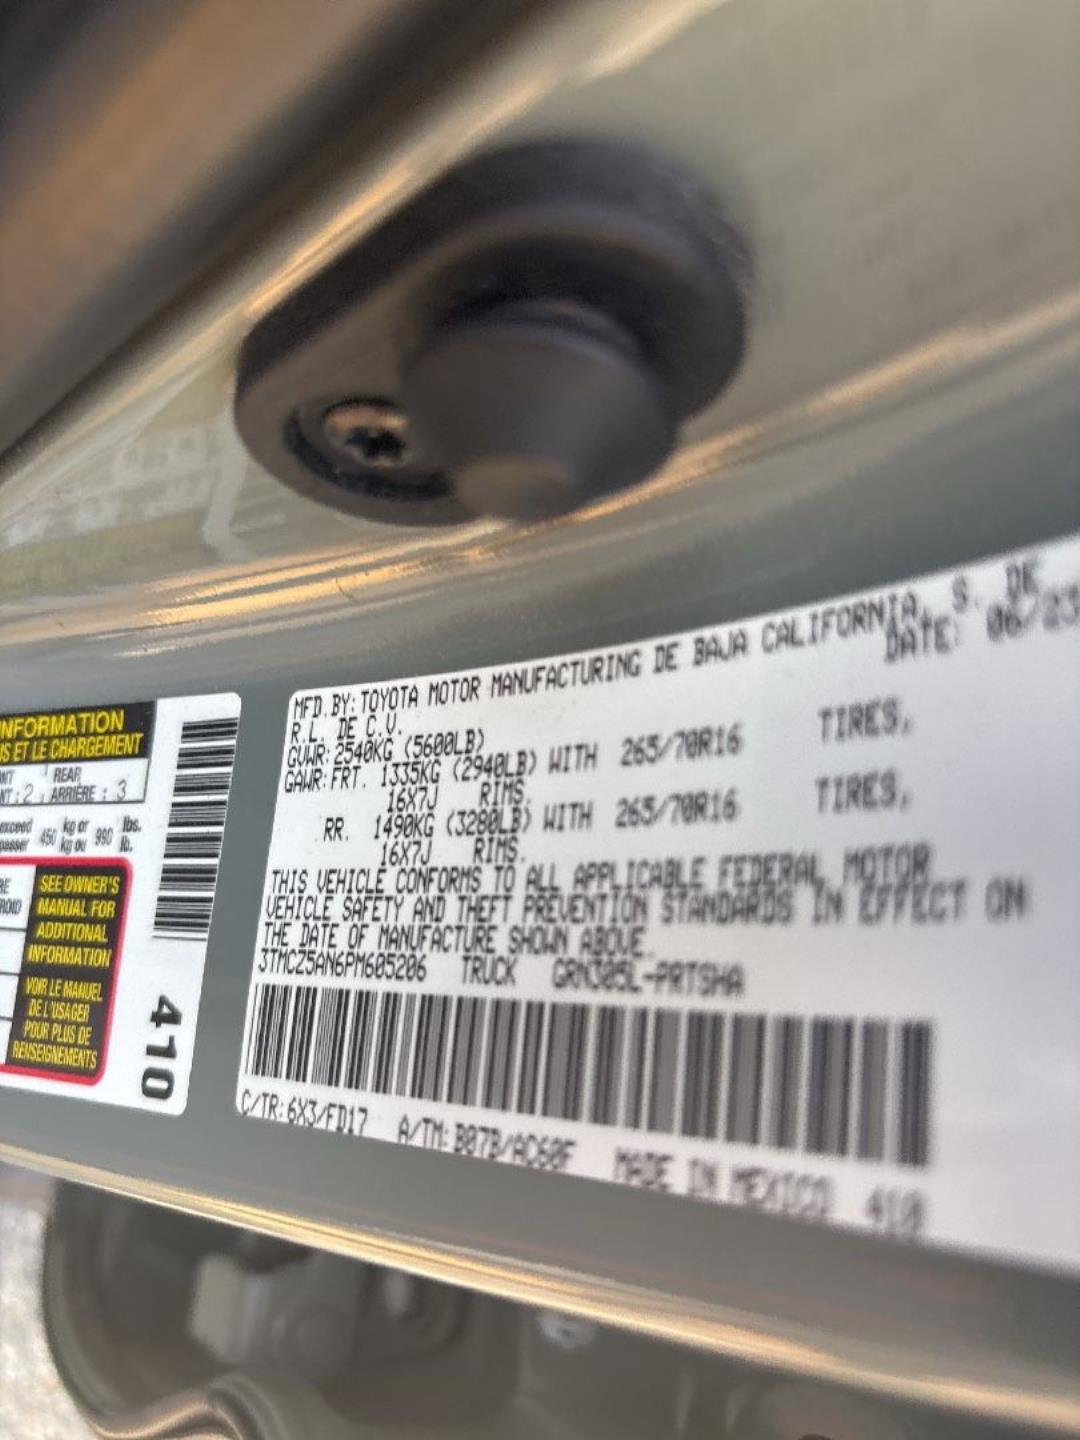 INFORMATION
IS ET LE CHARGEMENT
REAR
: 2 ARRIÈRE : 3
exceed 450 kg or 990 lbs.
passer kg ou lb.
SEE OWNER'S
MANUAL FOR
ADDITIONAL
INFORMATION
VOIR LE MANUEL
DE L'USAGER
POUR PLUS DE
RENSEIGNEMENTS
410
MFD. BY: TOYOTA MOTOR MANUFACTURING DE BAJA CALIFORNIA, S. DE
R.L. DE C.V. DATE: 06/23
GVWR: 2540KG (5600LB)
GAWR: FRT. 1335KG (2940LB) WITH 265/70R16 TIRES,
16X7J RIMS,
RR. 1490KG (3280LB) WITH 265/70R16 TIRES,
16X7J RIMS.
THIS VEHICLE CONFORMS TO ALL APPLICABLE FEDERAL MOTOR
VEHICLE SAFETY AND THEFT PREVENTION STANDARDS IN EFFECT ON
THE DATE OF MANUFACTURE SHOWN ABOVE.
3TMCZ5AN6PM605206 TRUCK GRN305L-PRTSHA
C/TR: 6X3/FD17 A/TM: B07B/AC60F MADE IN MEXICO 410